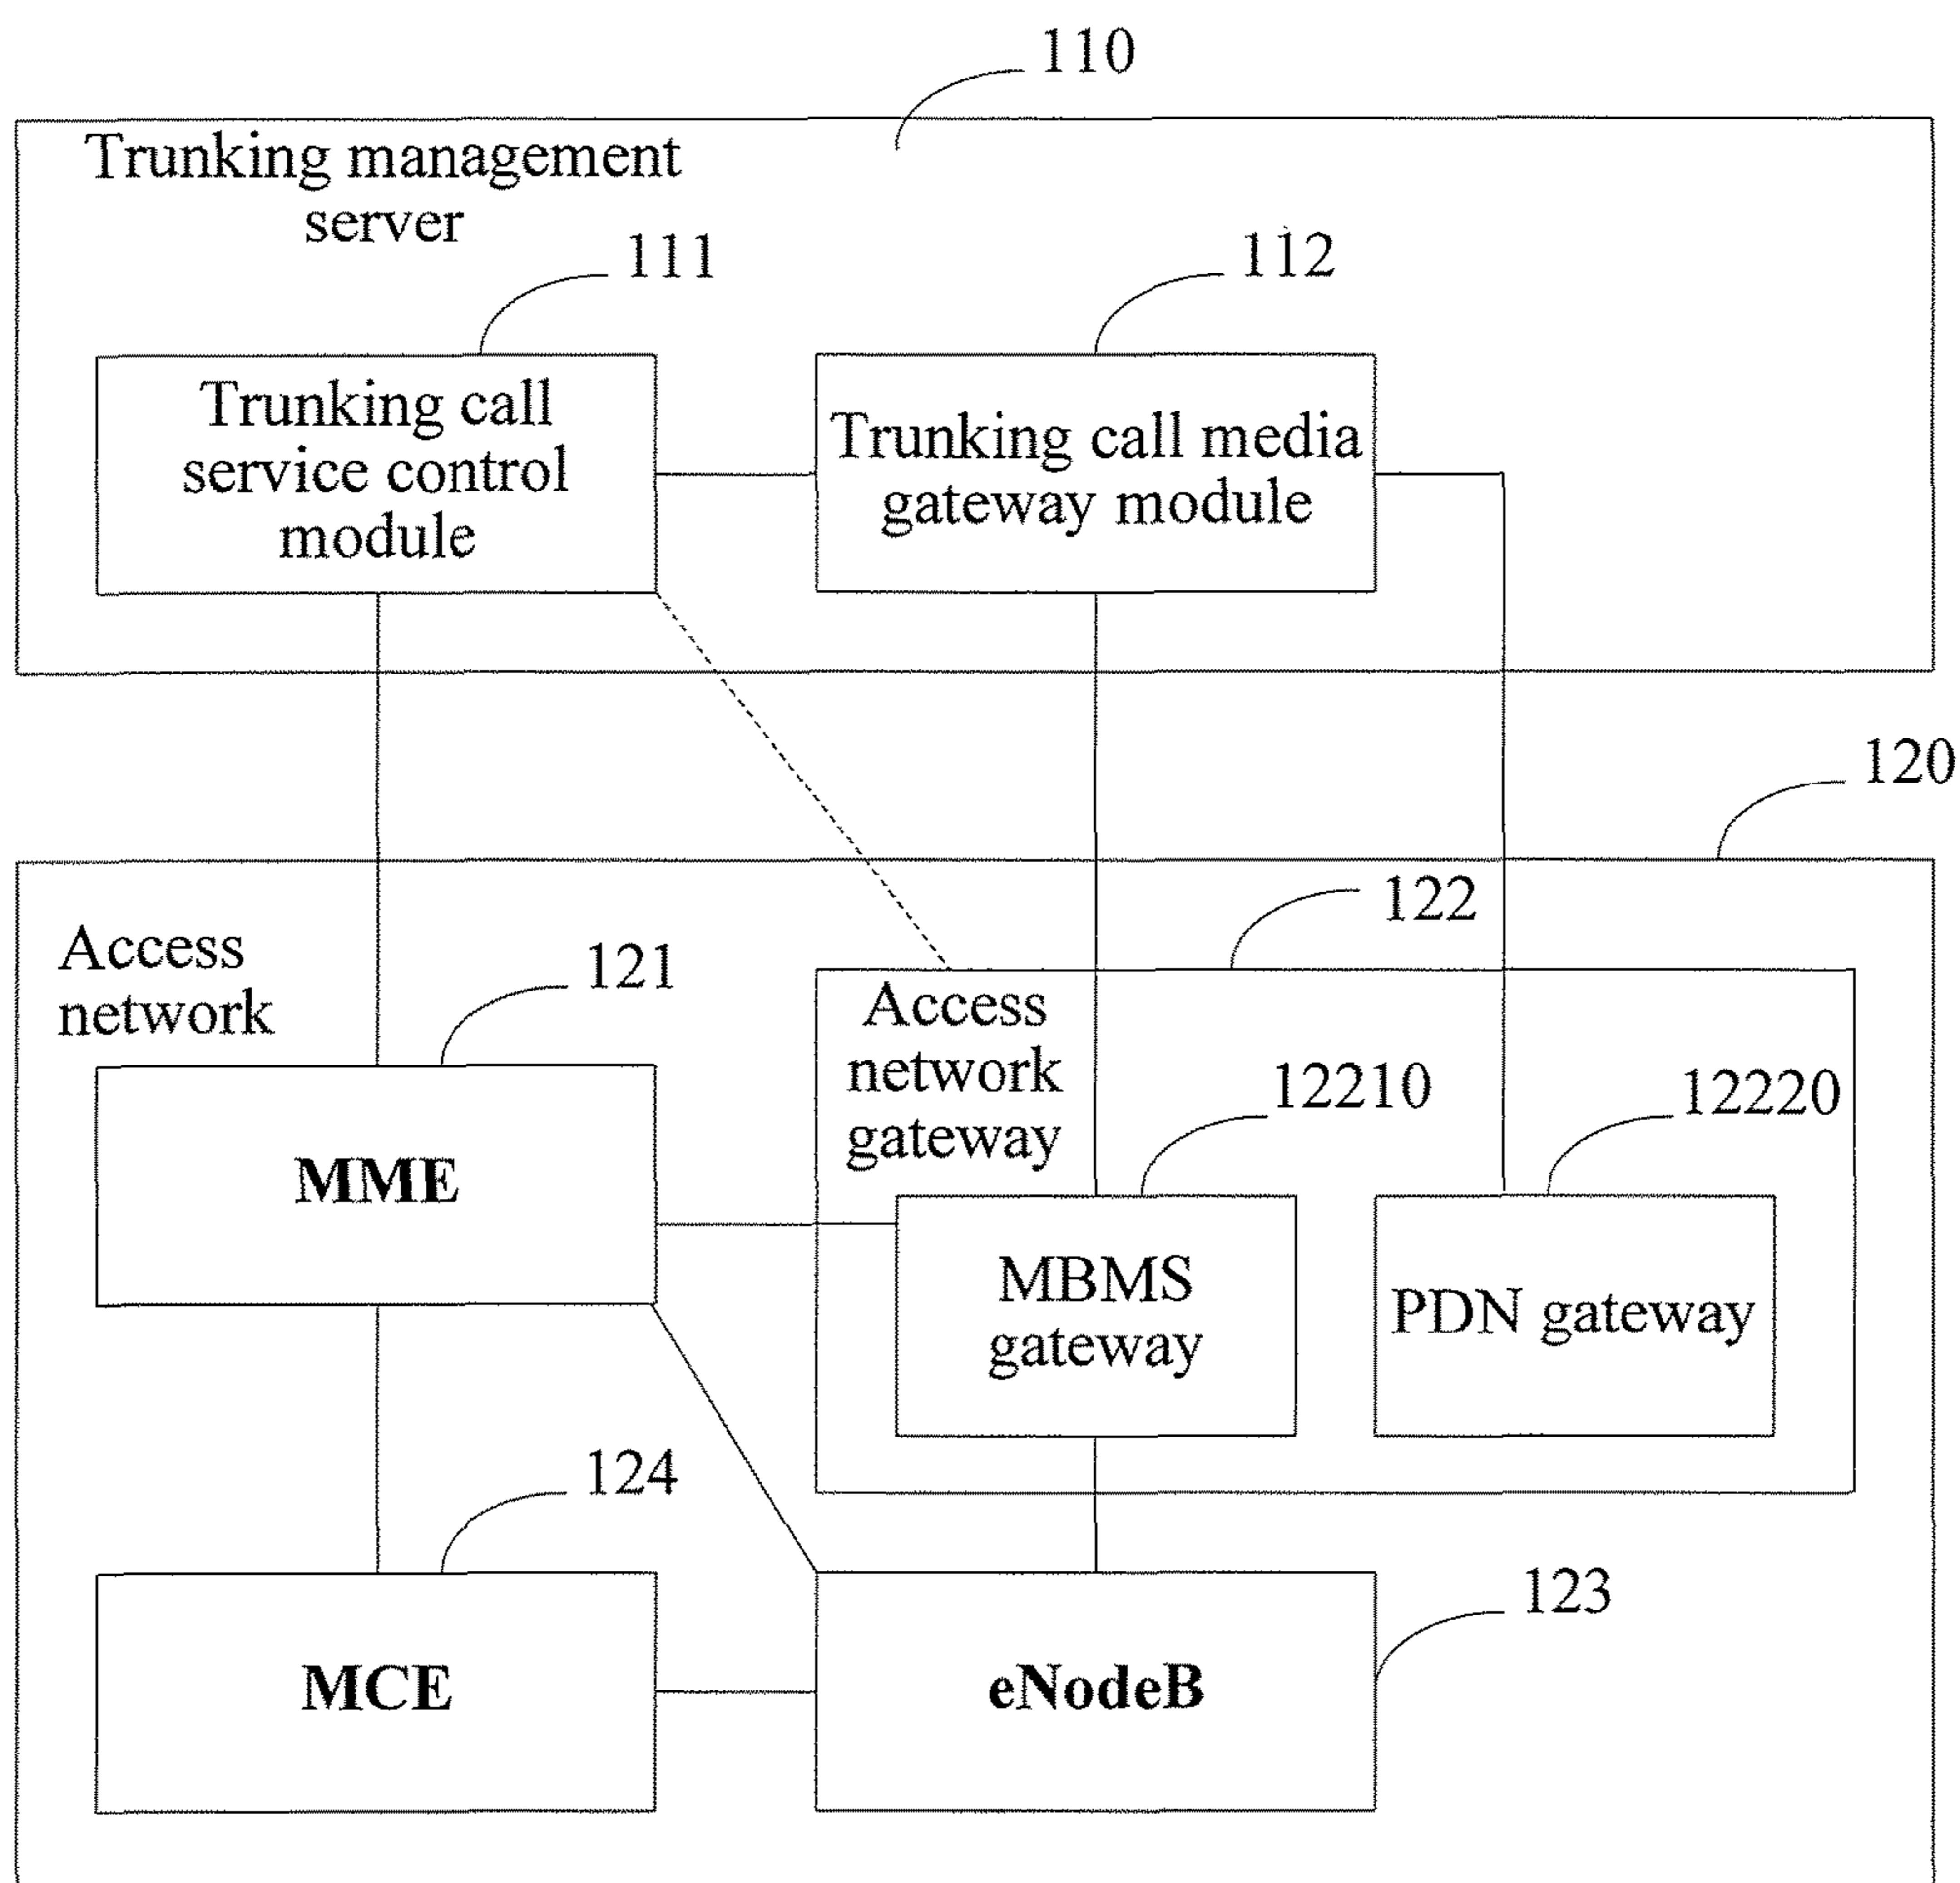 110
Trunking management
server
111
112
Trunking call
service control
module
Trunking call media
gateway module
120
122
Access
network
121
Access
network
gateway
12210
12220
MME
MBMS
gateway
PDN gateway
124
123
MCE
eNodeB